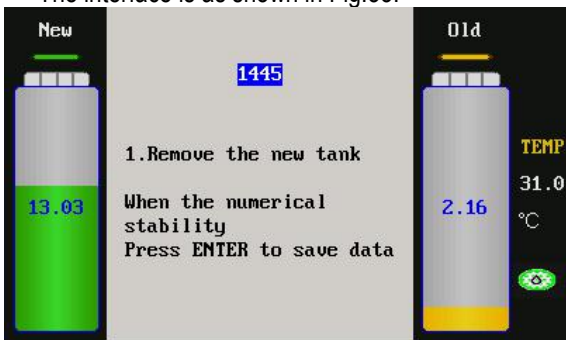 The interface is as shown in Fig.
New
Old
1445
1.Remove the new tank
TEMP
31.0
°C
13.03
When the numerical
stability
Press ENTER to save data
2.16